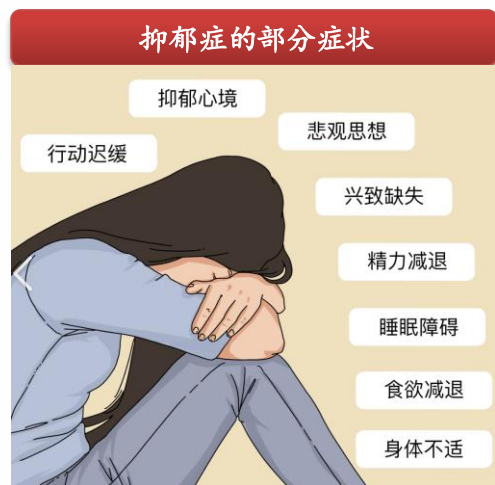 抑郁症的部分症状
抑郁心境
悲观思想
行动迟缓
兴致缺失
精力减退
睡眠障碍
食欲减退
身体不适